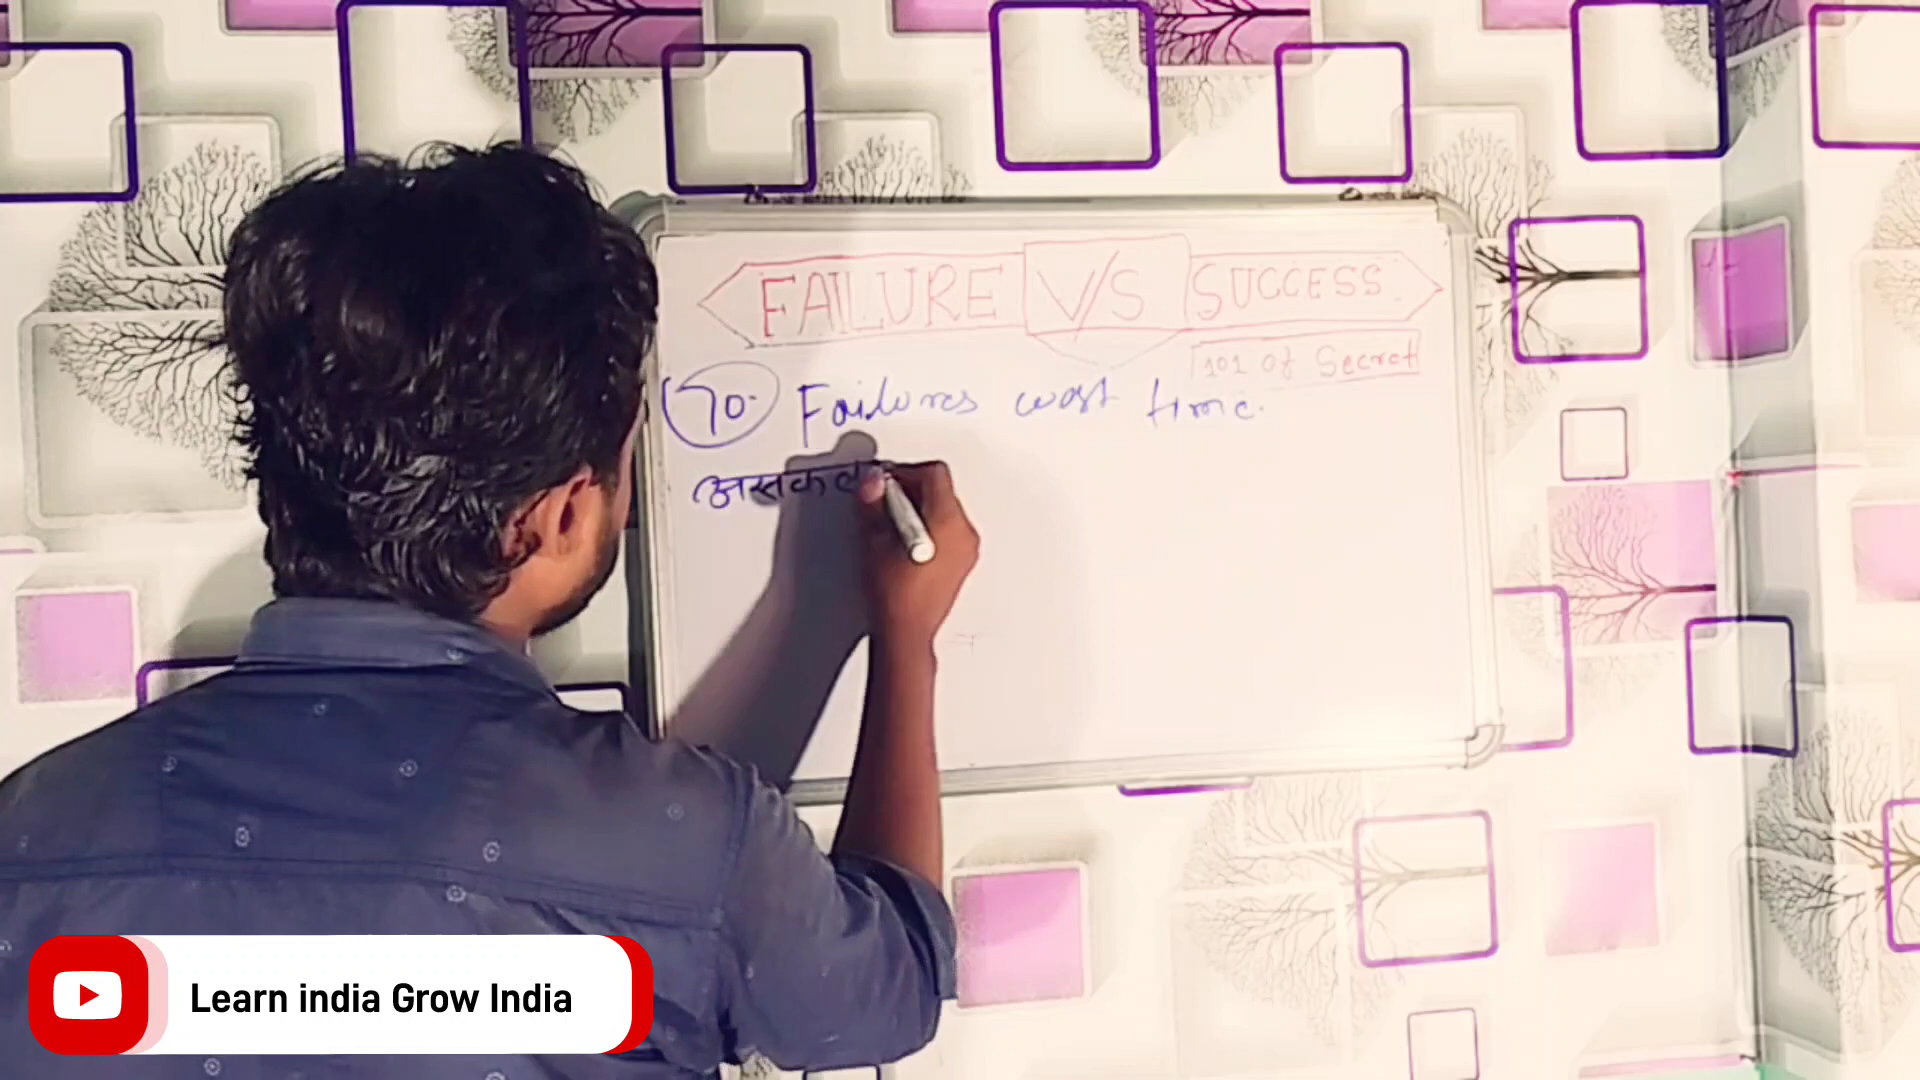 FAILURE V/S SUCCESS
101 of Secret
70. Failures wast time.
असफल
Learn india Grow India